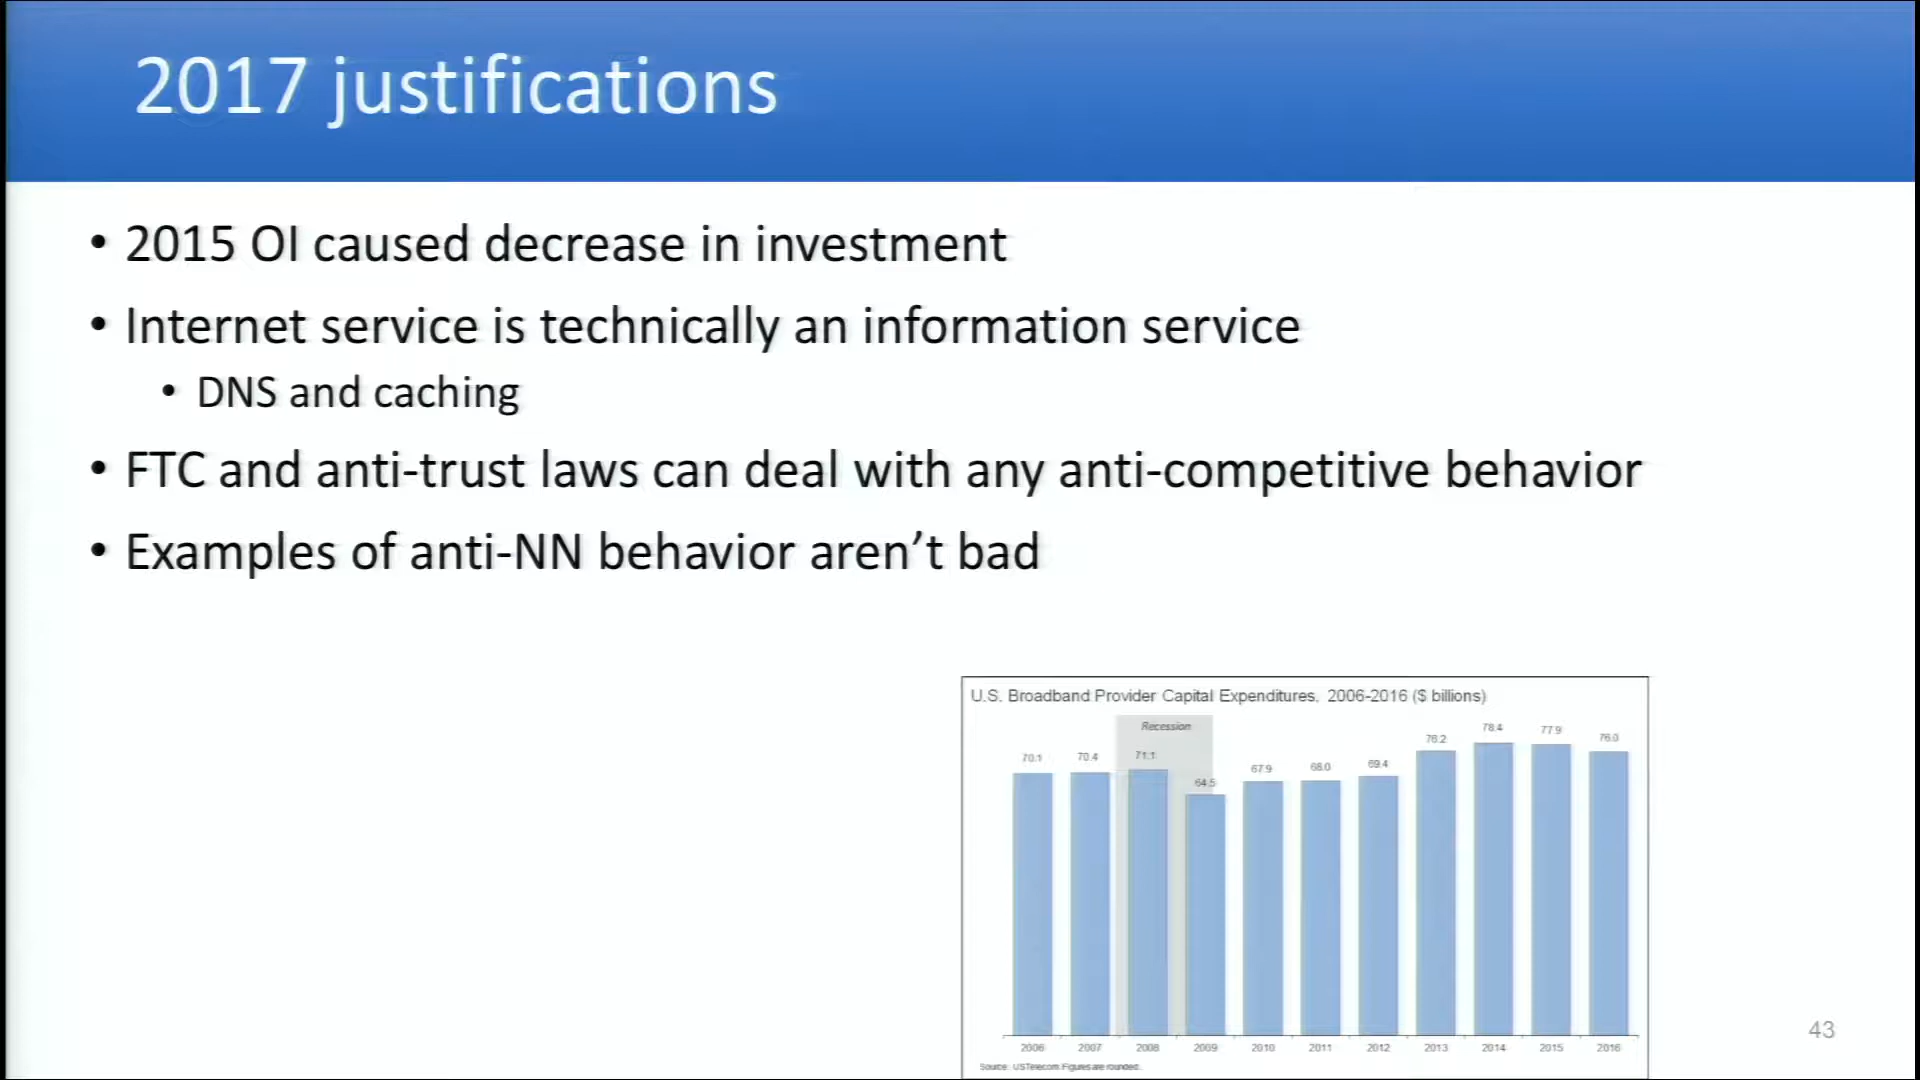 2017 justifications
• 2015 OI caused decrease in investment
• Internet service is technically an information service
• DNS and caching
• FTC and anti-trust laws can deal with any anti-competitive behavior
• Examples of anti-NN behavior aren’t bad
U.S. Broadband Provider Capital Expenditures, 2006-2016 ($ billions)
Recession
70.1 70.4 71.1 64.5 67.9 68.0 69.4 76.2 78.4 77.9 76.0
2006 2007 2008 2009 2010 2011 2012 2013 2014 2015 2016
Source: USTelecom. Figures are rounded.
43